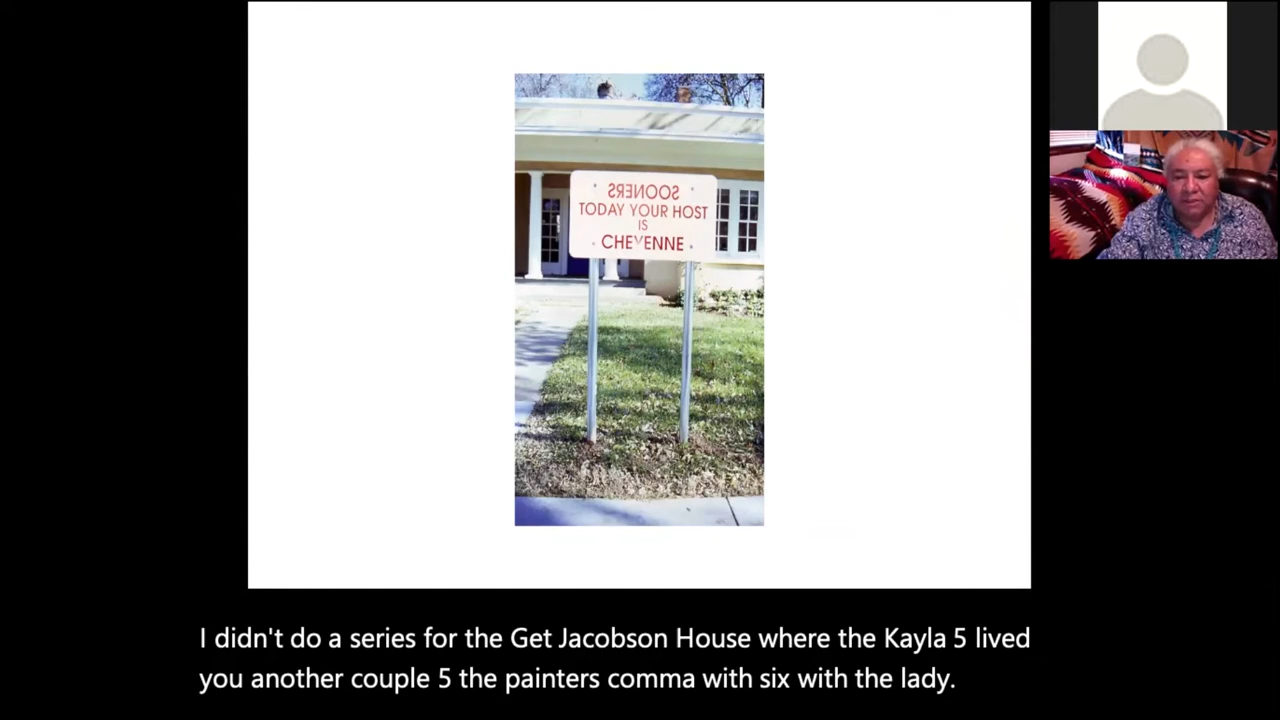 SOONERS
TODAY YOUR HOST
IS
CHEYENNE
I didn't do a series for the Get Jacobson House where the Kayla 5 lived
you another couple 5 the painters comma with six with the lady.